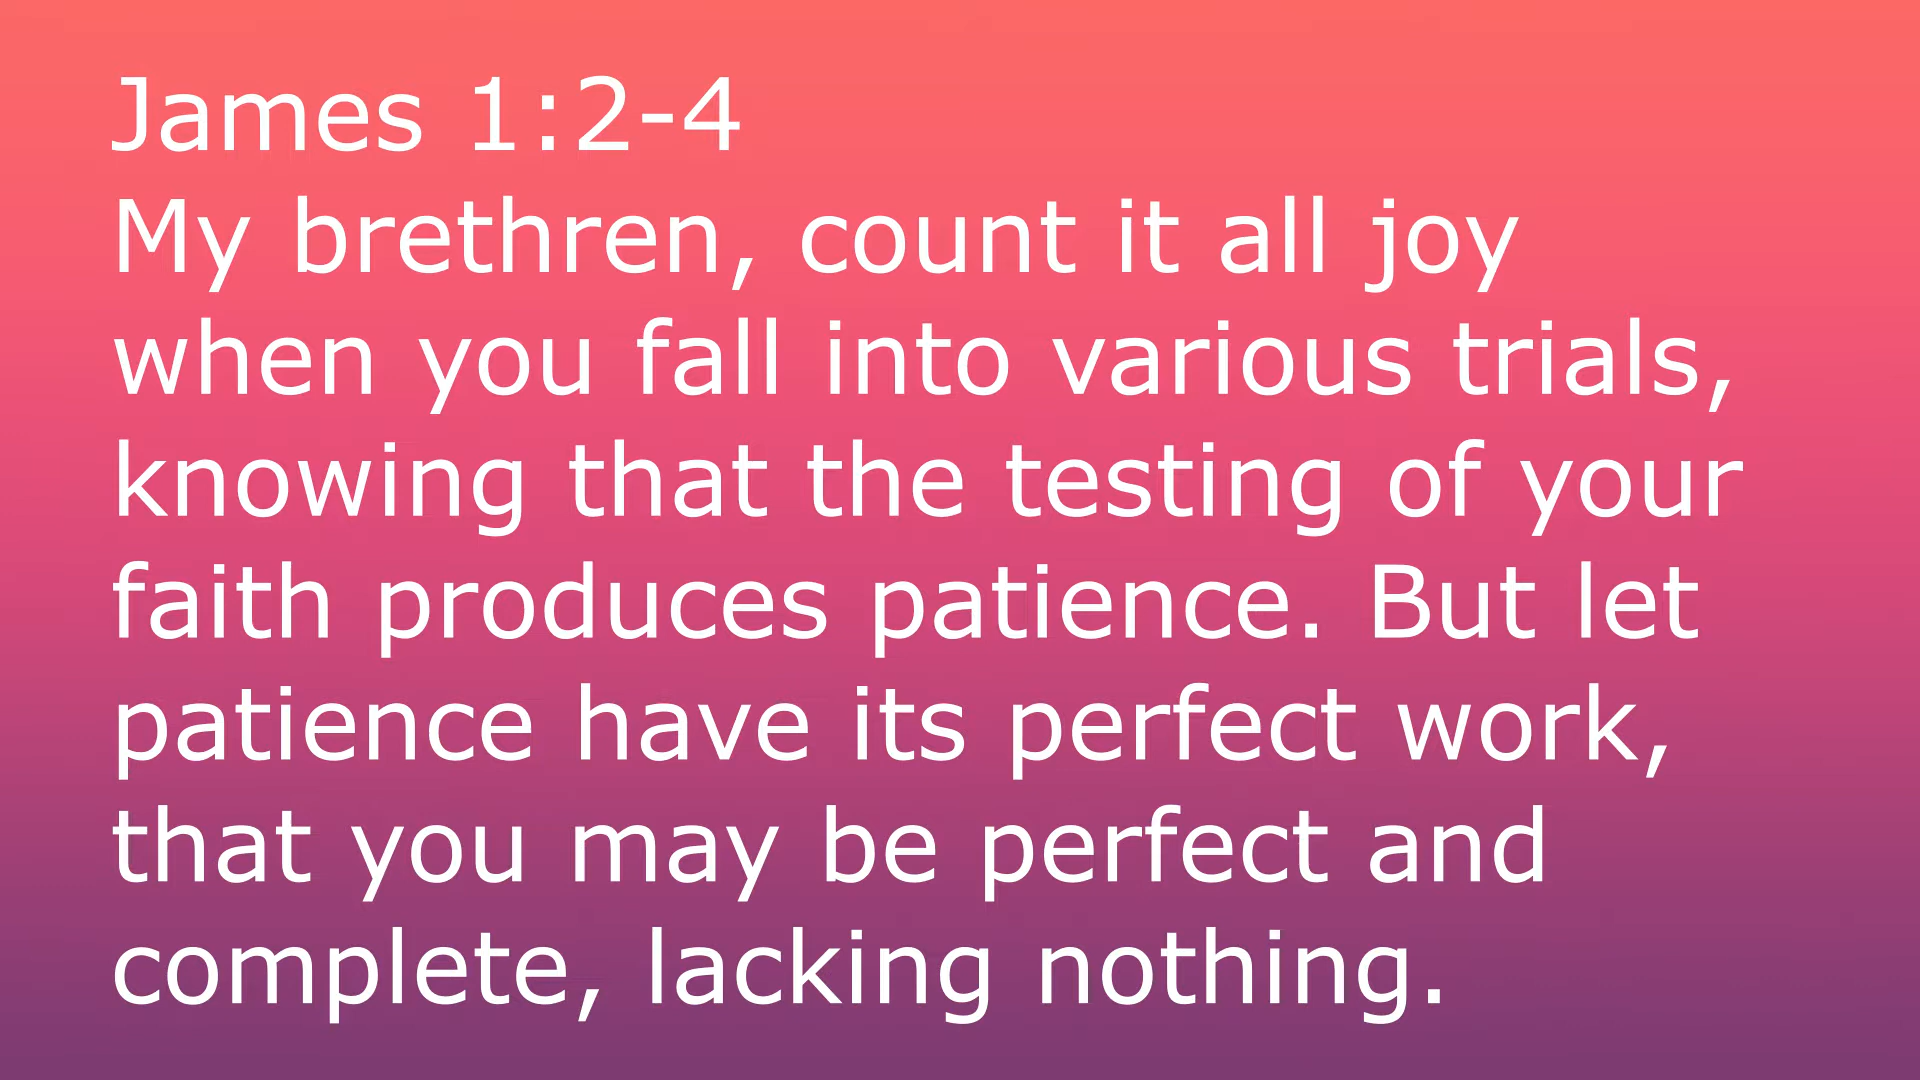 James 1:2-4
My brethren, count it all joy
when you fall into various trials,
knowing that the testing of your
faith produces patience. But let
patience have its perfect work,
that you may be perfect and
complete, lacking nothing.